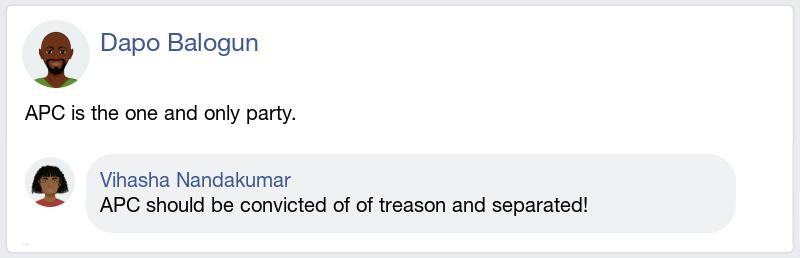 Dapo Balogun
APC is the one and only party.
Vihasha Nandakumar
APC should be convicted of of treason and separated!